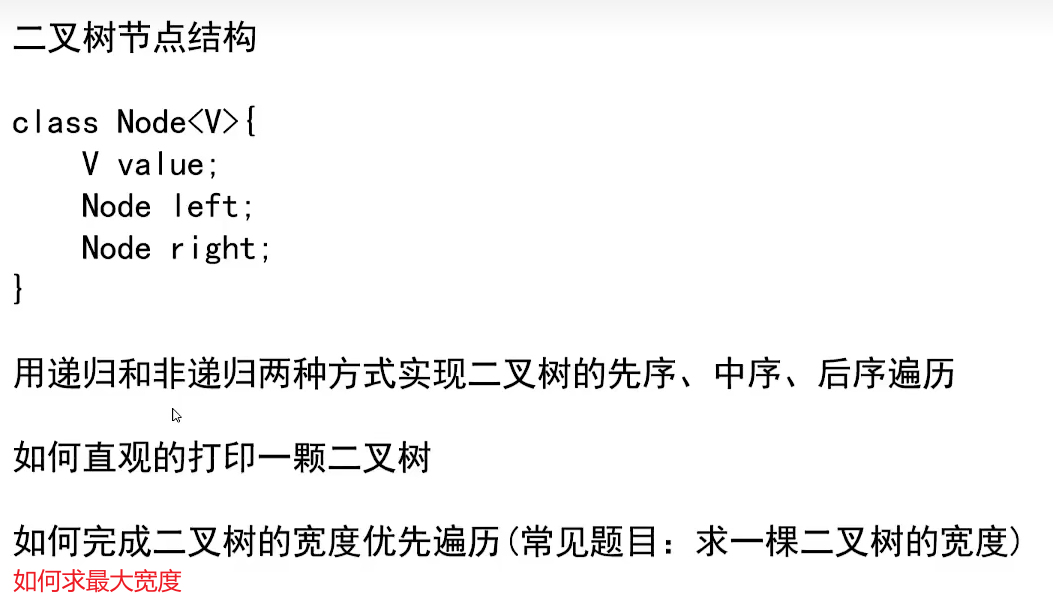 二叉树节点结构
class Node<V>{
    V value;
    Node left;
    Node right;
}
用递归和非递归两种方式实现二叉树的先序、中序、后序遍历
如何直观的打印一颗二叉树
如何完成二叉树的宽度优先遍历(常见题目：求一棵二叉树的宽度)
如何求最大宽度